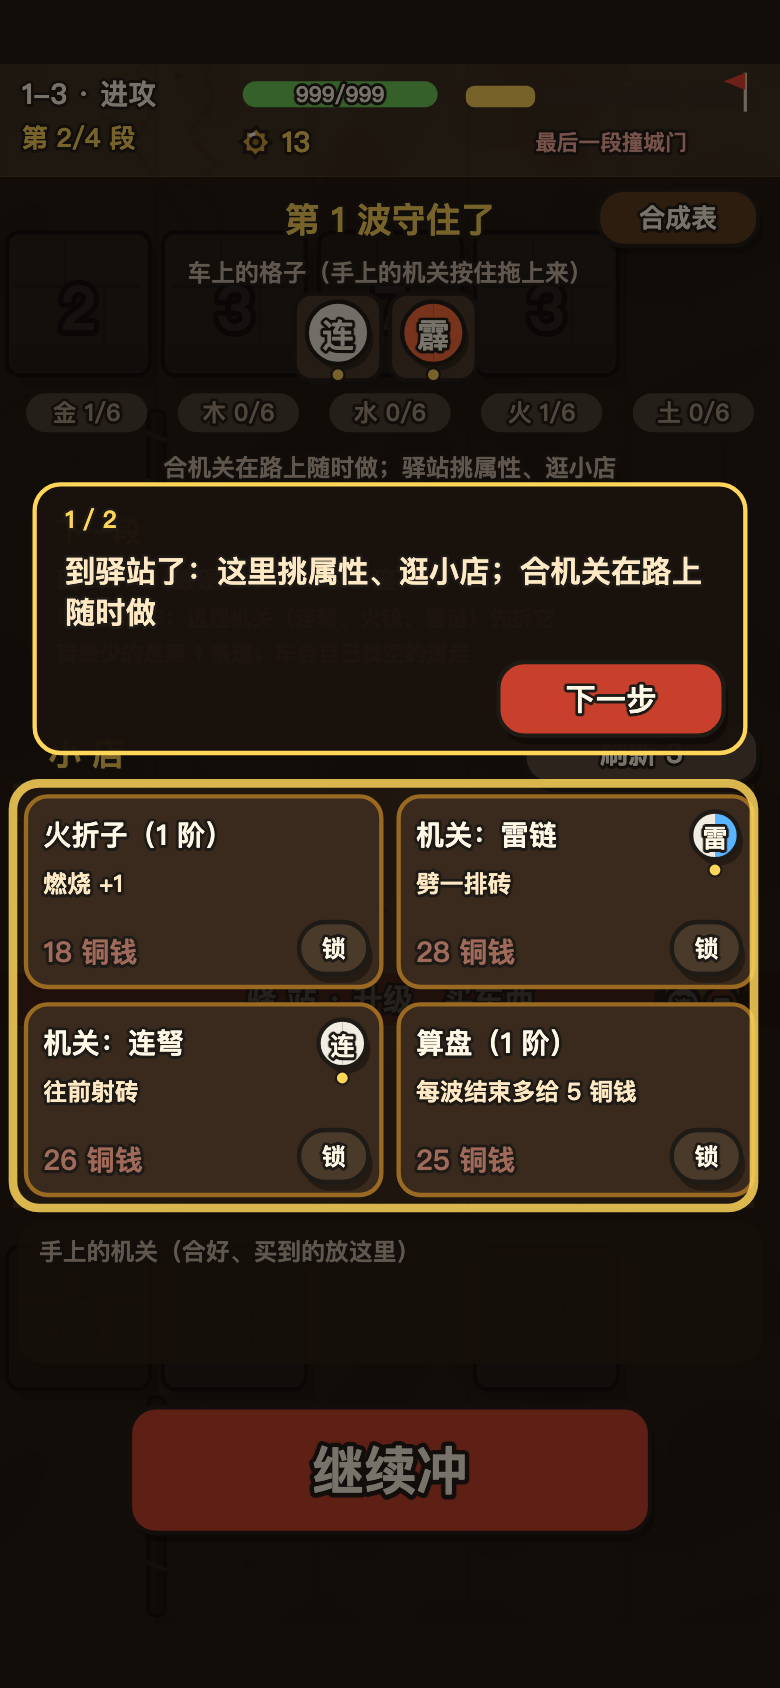 1-3 · 进攻
999/999
第 2/4 段
13
最后一段撞城门
第 1 波守住了
合成表
车上的格子（手上的机关按住拖上来）
2
3
3
连
霹
金 1/6
木 0/6
水 0/6
火 1/6
土 0/6
合机关在路上随时做；驿站挑属性、逛小店
1 / 2
到驿站了：这里挑属性、逛小店；合机关在路上
随时做
下一步
小店
刷新 5
火折子（1 阶）
燃烧 +1
18 铜钱
锁
机关：雷链
雷
劈一排砖
28 铜钱
锁
机关：连弩
连
往前射砖
26 铜钱
锁
算盘（1 阶）
每波结束多给 5 铜钱
25 铜钱
锁
手上的机关（合好、买到的放这里）
继续冲